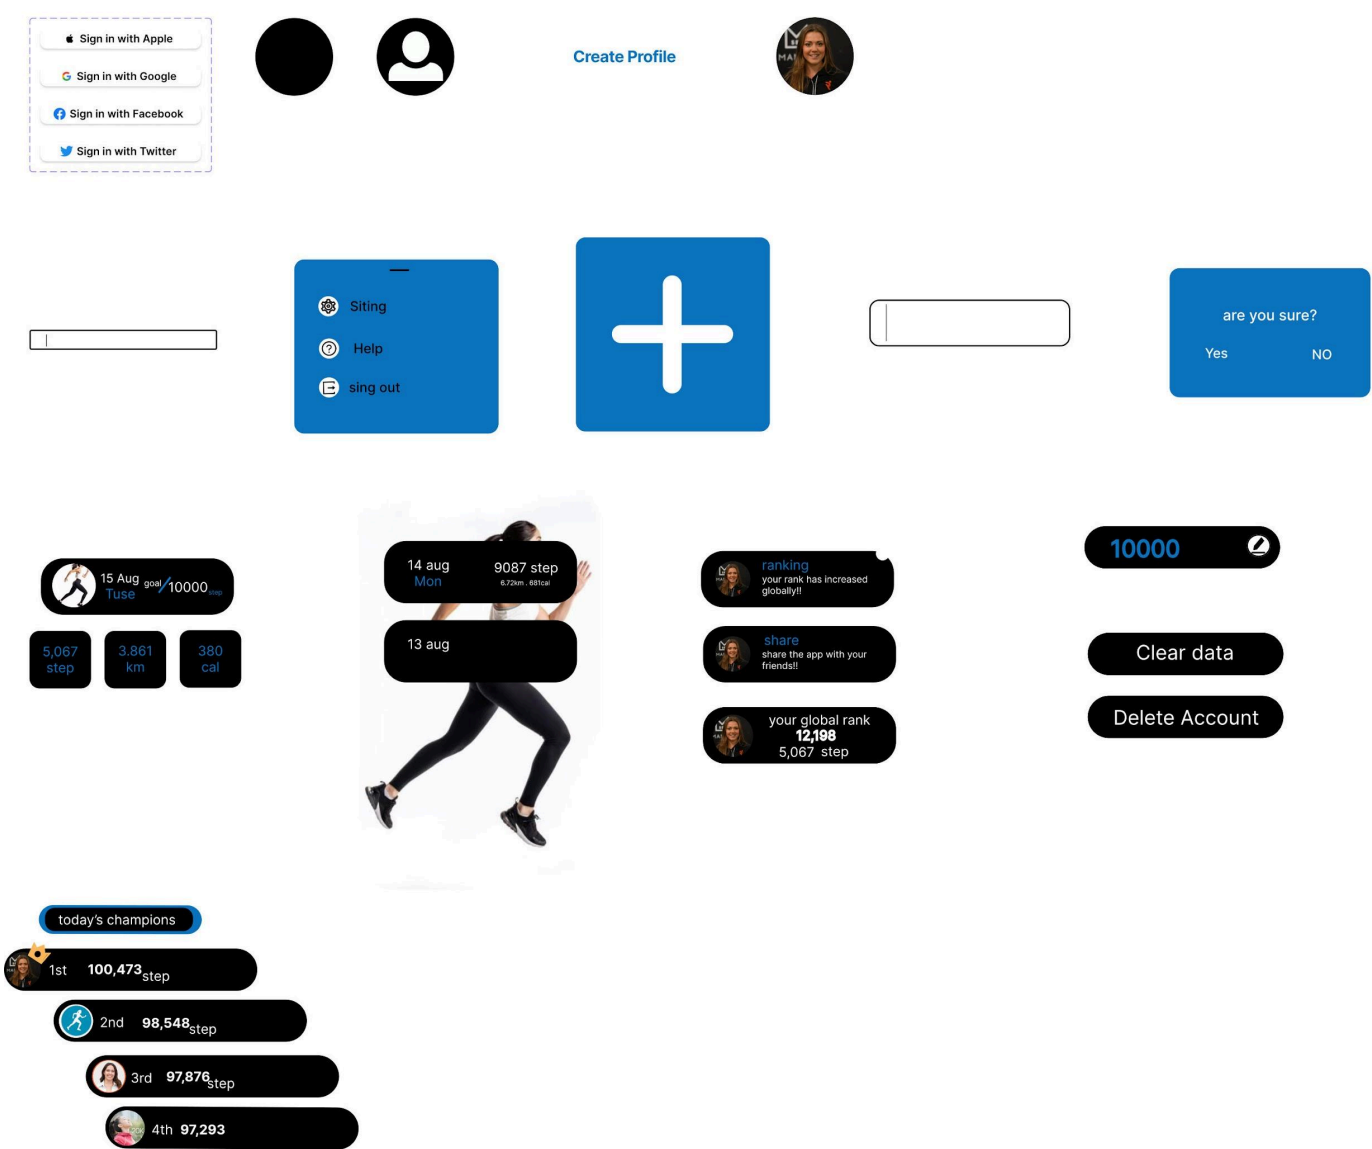 Sign in with Apple
Sign in with Google
Sign in with Facebook
Sign in with Twitter
Create Profile
Siting
Help
sing out
are you sure?
Yes NO
15 Aug
Tuse
goal/10000 step
5,067
step
3.861
km
380
cal
14 aug
Mon
9087 step
6.72km . 681cal
13 aug
ranking
your rank has increased
globally!!
share
share the app with your
friends!!
your global rank
12,198
5,067 step
10000
Clear data
Delete Account
today's champions
1st 100,473 step
2nd 98,548 step
3rd 97,876 step
4th 97,293